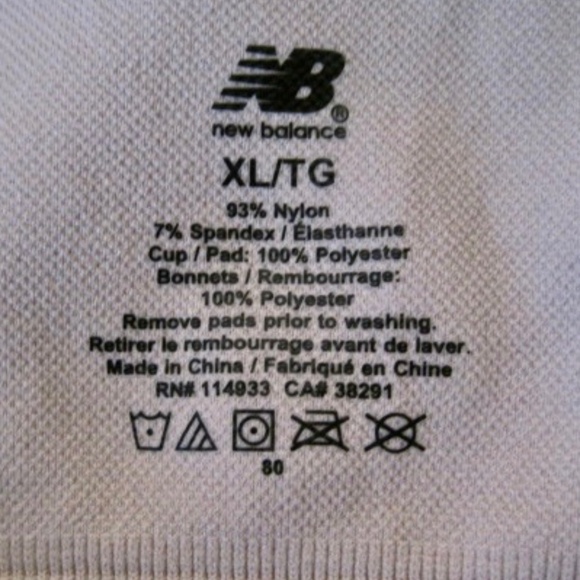 NB®
new balance
XL/TG
93% Nylon
7% Spandex / Élasthanne
Cup / Pad: 100% Polyester
Bonnets / Rembourrage:
100% Polyester
Remove pads prior to washing.
Retirer le rembourrage avant de laver.
Made in China / Fabriqué en Chine
RN# 114933 CA# 38291
80